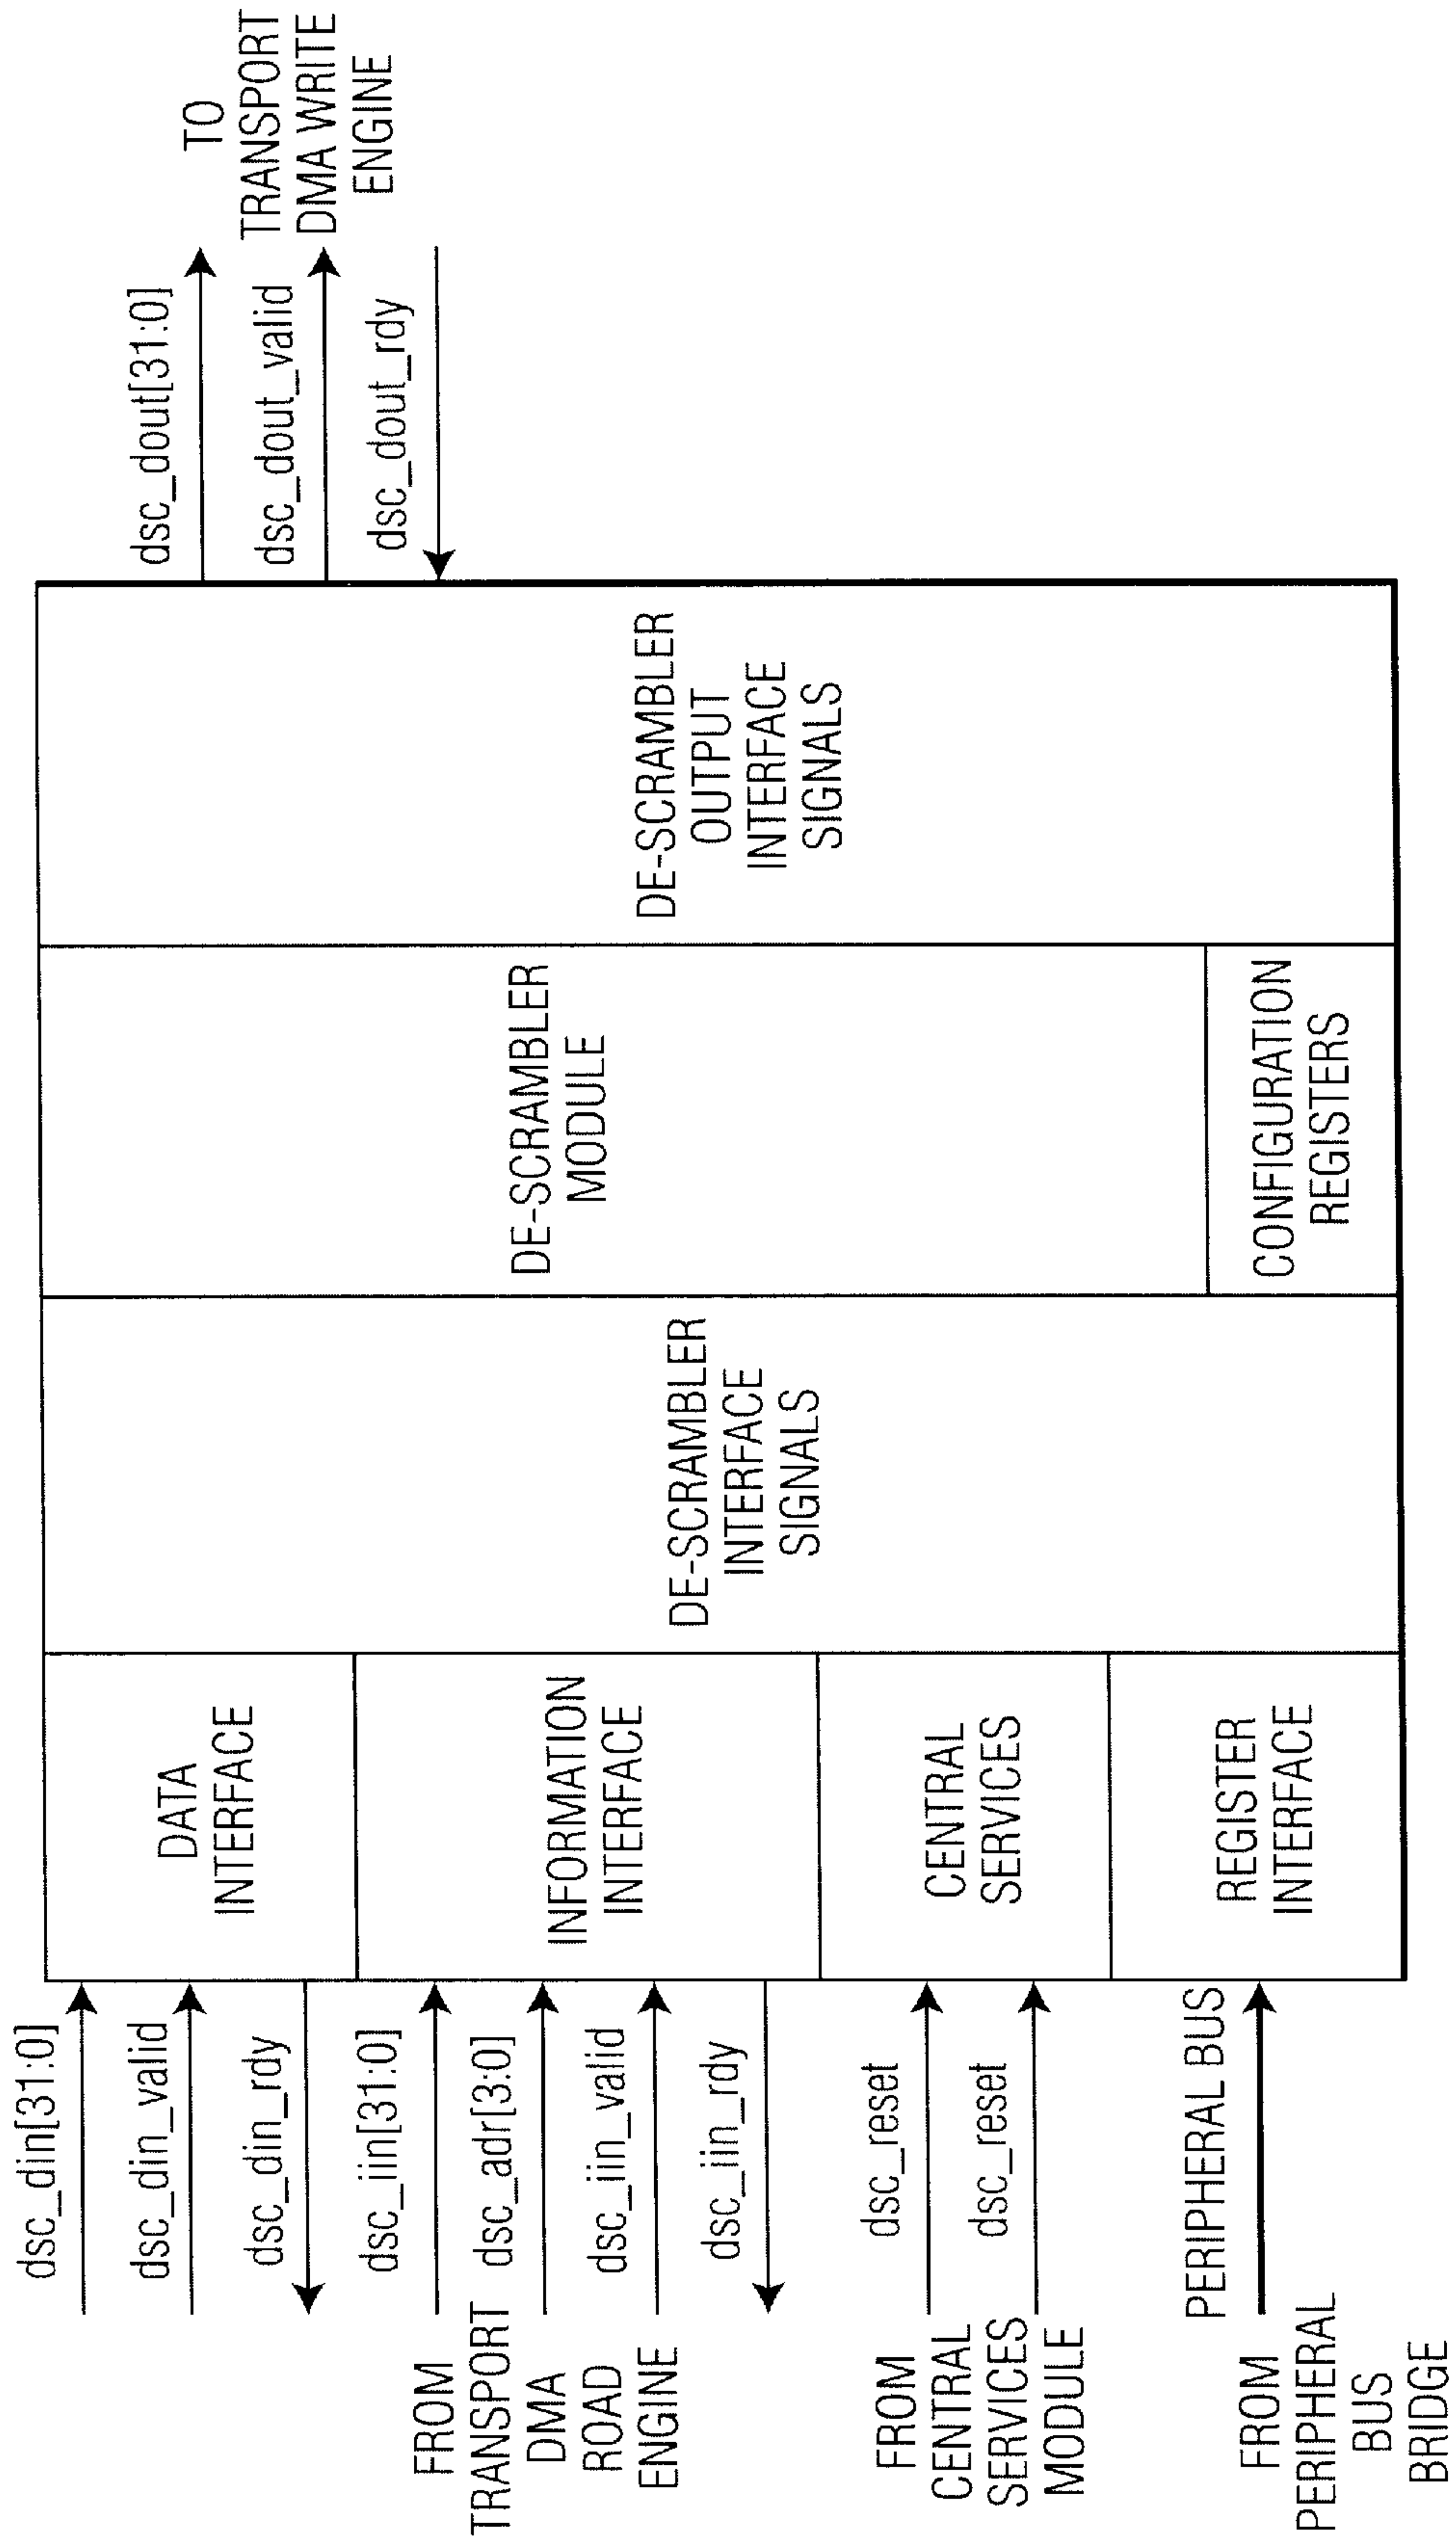 dsc_din[31:0]
dsc_din_valid
dsc_din_rdy
FROM
TRANSPORT
DMA
ROAD
ENGINE
dsc_iin[31:0]
dsc_adr[3:0]
dsc_iin_valid
dsc_iin_rdy
FROM
CENTRAL
SERVICES
MODULE
dsc_reset
dsc_reset
FROM
PERIPHERAL
BUS
BRIDGE
PERIPHERAL BUS
DATA
INTERFACE
INFORMATION
INTERFACE
CENTRAL
SERVICES
REGISTER
INTERFACE
DE-SCRAMBLER
INTERFACE
SIGNALS
DE-SCRAMBLER
MODULE
CONFIGURATION
REGISTERS
DE-SCRAMBLER
OUTPUT
INTERFACE
SIGNALS
dsc_dout[31:0]
dsc_dout_valid
dsc_dout_rdy
TO
TRANSPORT
DMA WRITE
ENGINE